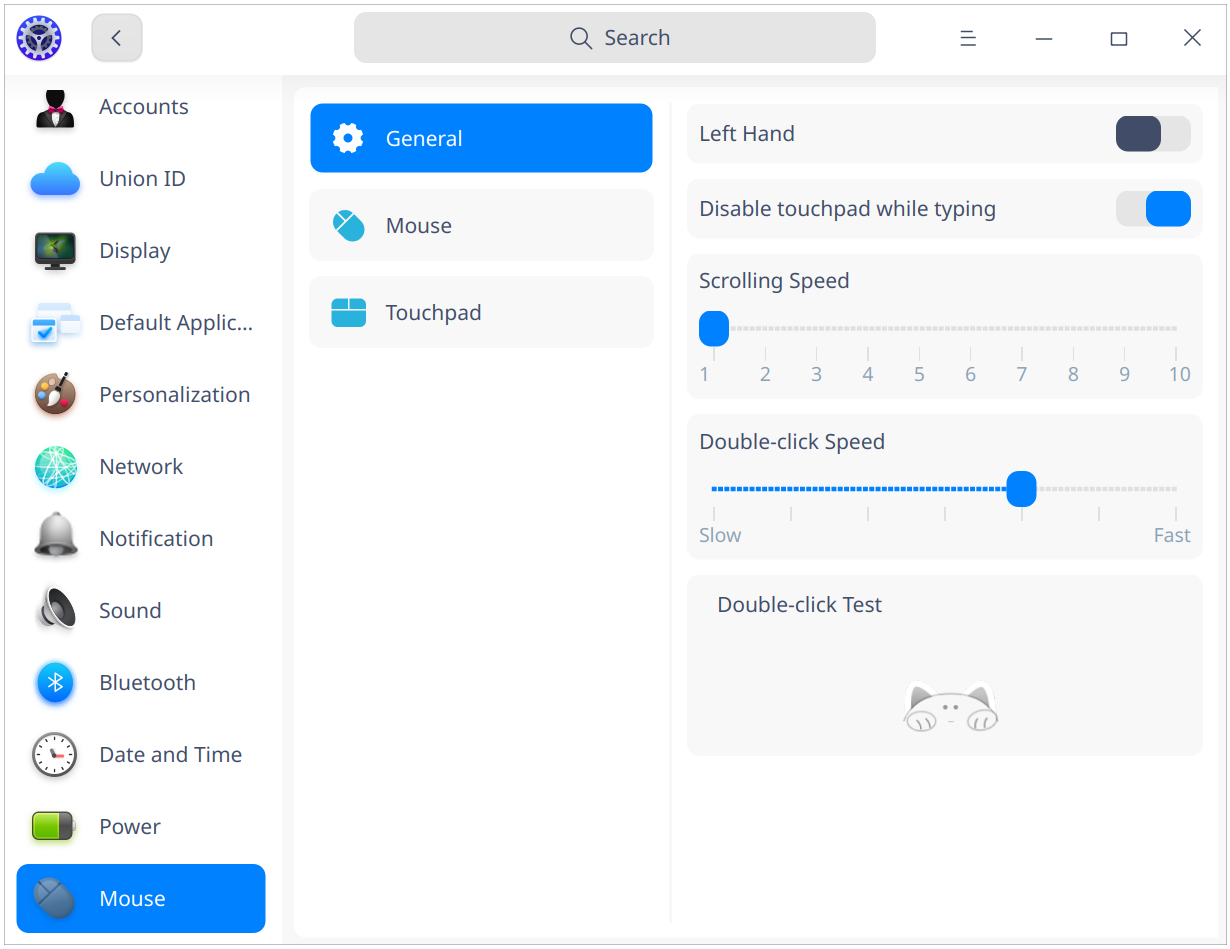 Search
Accounts
Union ID
Display
Default Applic...
Personalization
Network
Notification
Sound
Bluetooth
Date and Time
Power
Mouse
General
Mouse
Touchpad
Left Hand
Disable touchpad while typing
Scrolling Speed
1 2 3 4 5 6 7 8 9 10
Double-click Speed
Slow Fast
Double-click Test